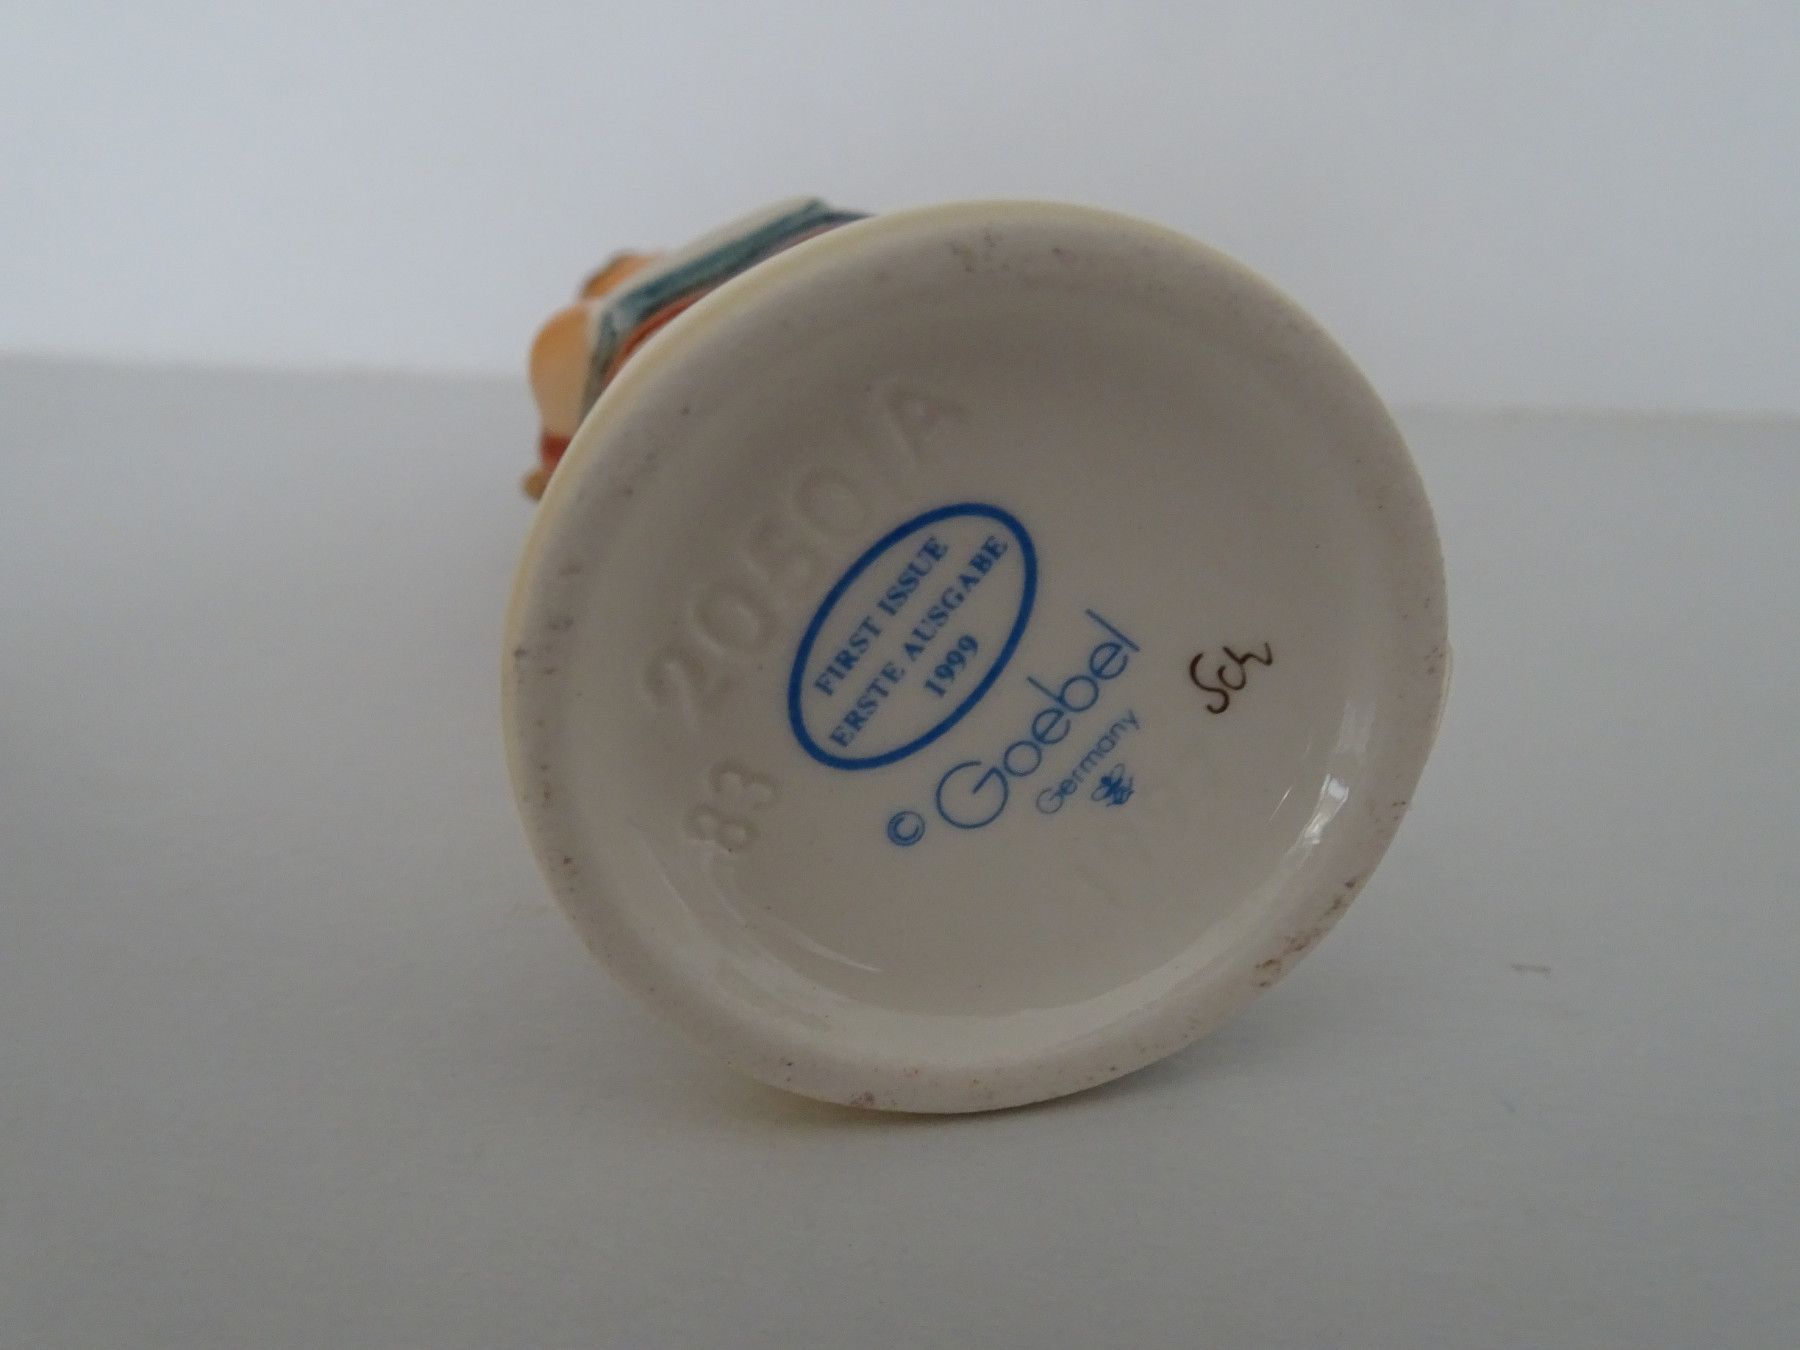 2050/A
FIRST ISSUE
ERSTE AUSGABE
1999
83
© Goebel
Germany
Sch